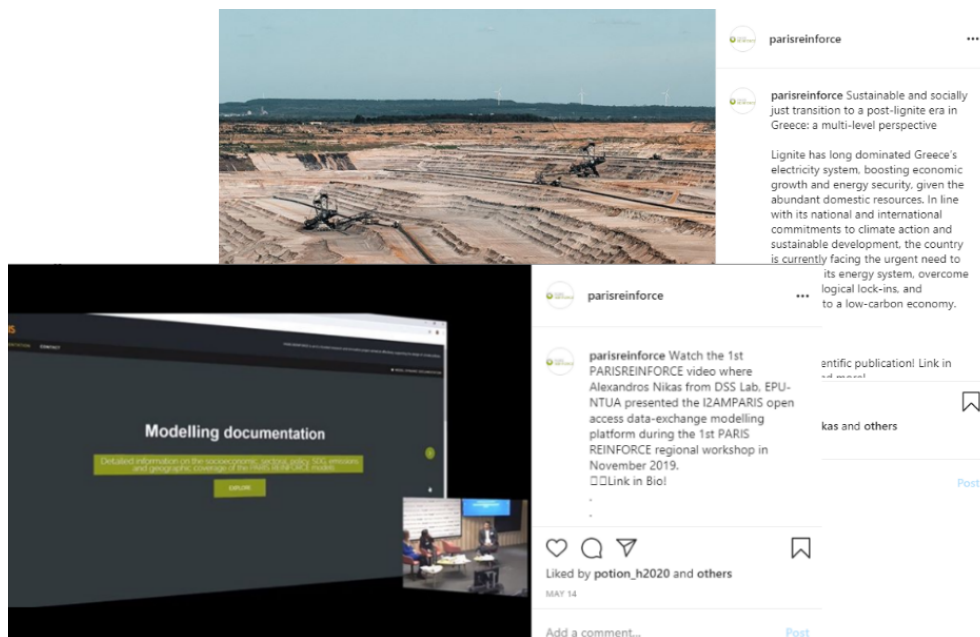 parisreinforce
•••
parisreinforce Sustainable and socially
just transition to a post-lignite era in
Greece: a multi-level perspective
Lignite has long dominated Greece's
electricity system, boosting economic
growth and energy security, given the
abundant domestic resources. In line
with its national and international
commitments to climate action and
sustainable development, the country
is currently facing the urgent need to
its energy system, overcome
ological lock-ins, and
to a low-carbon economy.
entific publication! Link in
kas and others
Post
CONTACT
Modelling documentation
Detailed information on the socioeconomic, sectoral, policy, SDG, emissions
and geographic coverage of the PARIS REINFORCE models
EXPLORE
parisreinforce
•••
parisreinforce Watch the 1st
PARISREINFORCE video where
Alexandros Nikas from DSS Lab, EPU-
NTUA presented the I2AMPARIS open
access data-exchange modelling
platform during the 1st PARIS
REINFORCE regional workshop in
November 2019.
□□Link in Bio!
.
.
Liked by potion_h2020 and others
MAY 14
Add a comment...
Post